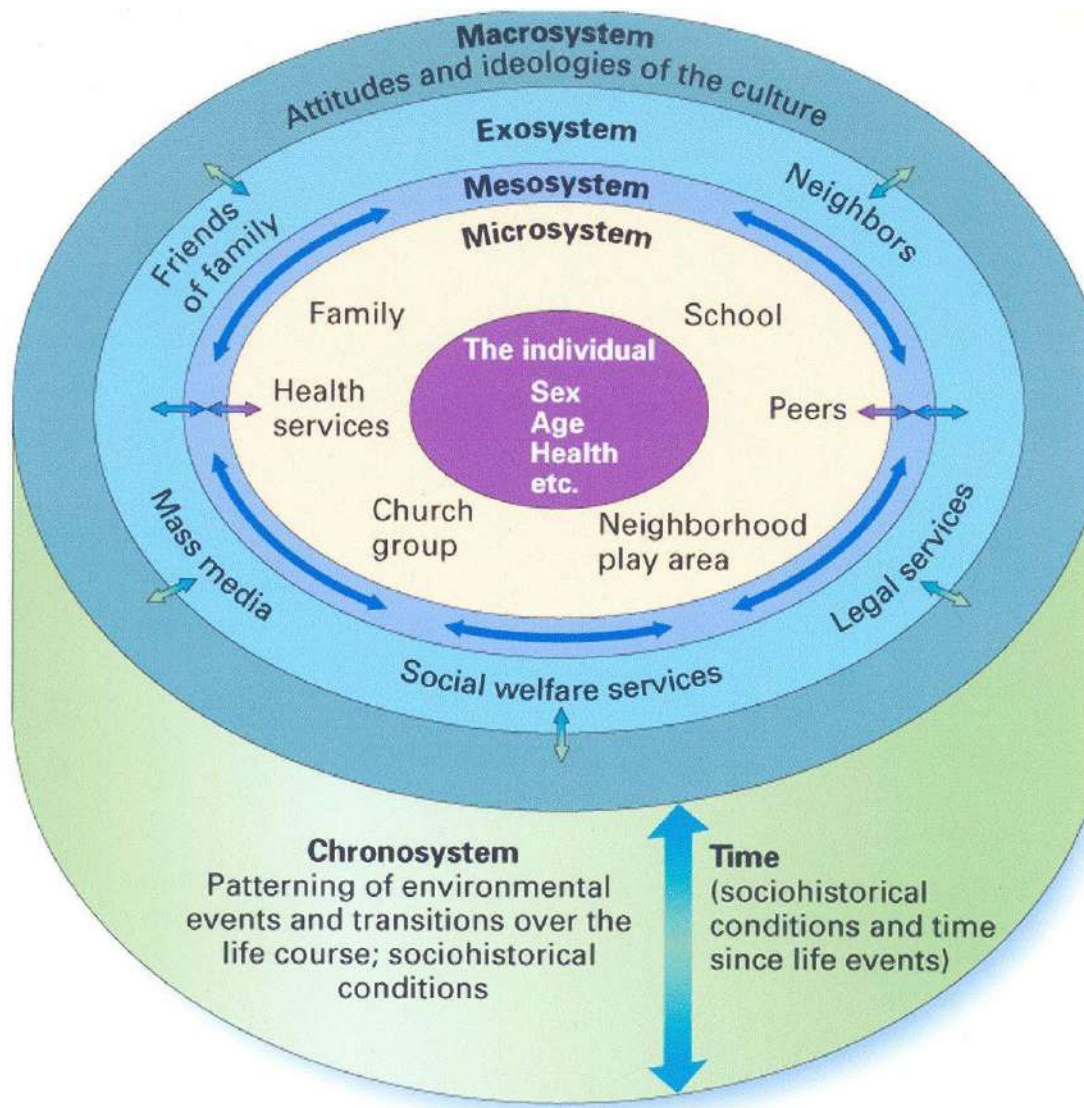 Macrosystem
Attitudes and ideologies of the culture
Exosystem
Mesosystem
Microsystem
Friends
of family
Neighbors
Family
School
The individual
Sex
Age
Health
etc.
Health
services
Peers
Church
group
Neighborhood
play area
Mass media
Legal services
Social welfare services
Chronosystem
Patterning of environmental
events and transitions over the
life course; sociohistorical
conditions
Time
(sociohistorical
conditions and time
since life events)